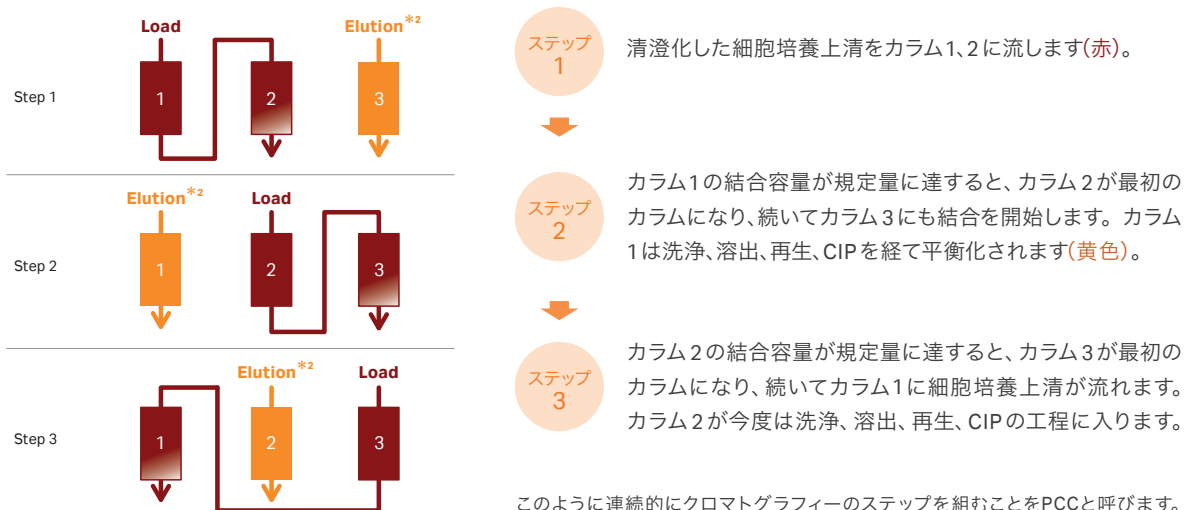 Load
Elution*2
Step 1
1
2
3
Elution*2
Load
Step 2
1
2
3
Elution*2
Load
Step 3
1
2
3
ステップ
1
清澄化した細胞培養上清をカラム1、2に流します(赤)。
ステップ
2
カラム1の結合容量が規定量に達すると、カラム2が最初の
カラムになり、続いてカラム3にも結合を開始します。カラム
1は洗浄、溶出、再生、CIPを経て平衡化されます(黄色)。
ステップ
3
カラム2の結合容量が規定量に達すると、カラム3が最初の
カラムになり、続いてカラム1に細胞培養上清が流れます。
カラム2が今度は洗浄、溶出、再生、CIPの工程に入ります。
このように連続的にクロマトグラフィーのステップを組むことをPCCと呼びます。